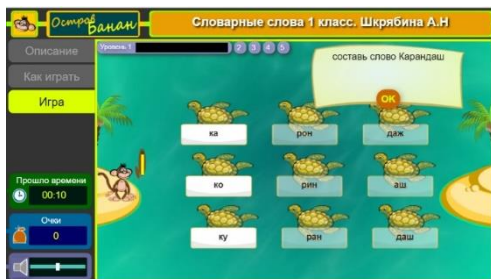 Остров Банан
Словарные слова 1 класс. Шкрябина А.Н
Описание
Как играть
Игра
Уровень 1
2 3 4 5
составь слово Карандаш
ОК
ка рон даж
ко рин аш
ку ран даш
Прошло времени
00:10
Очки
0